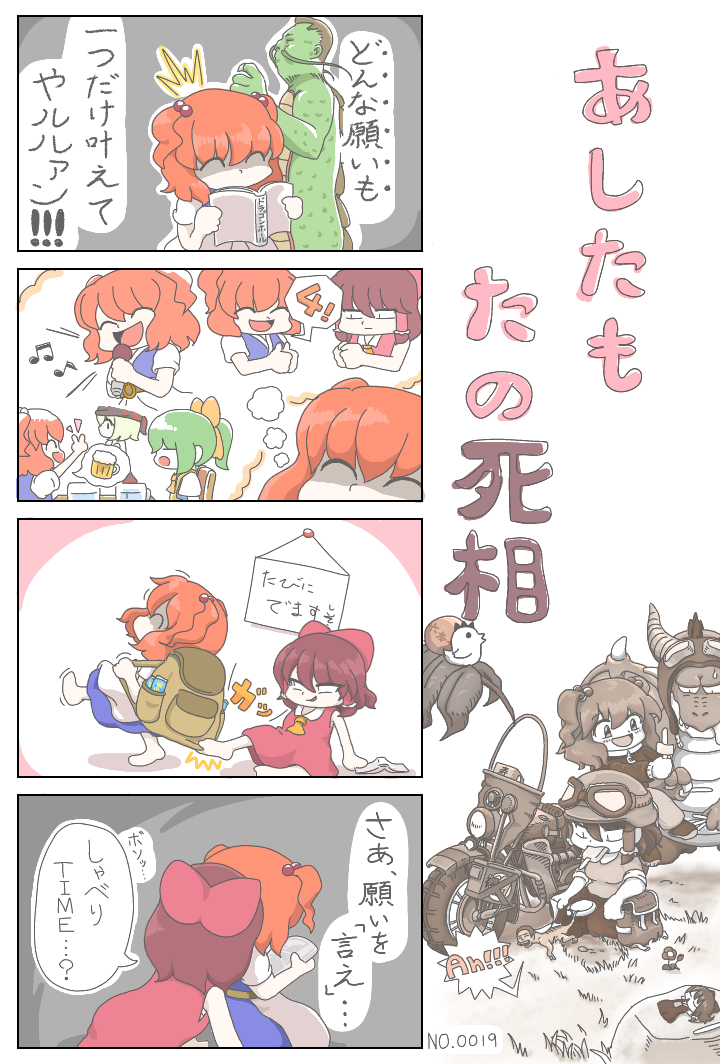 あしたも
たの死相
どんな願いも
一つだけ叶えて
やルルァン!!!
ドラゴンホール
4!
たびに
でますぞ
ガッ
さあ、願いを
「言え」…
ボソッ…
しゃべり
TIME…?
Ah!!!
NO.0019